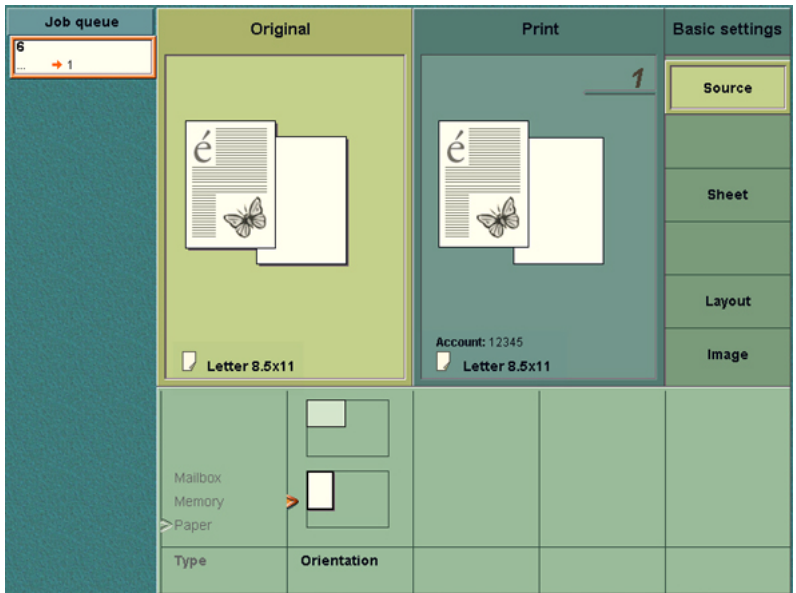 Job queue
6
... 1
Original
é
Letter 8.5x11
Print
1
é
Account: 12345
Letter 8.5x11
Basic settings
Source
Sheet
Layout
Image
Mailbox
Memory
Paper
Type
Orientation